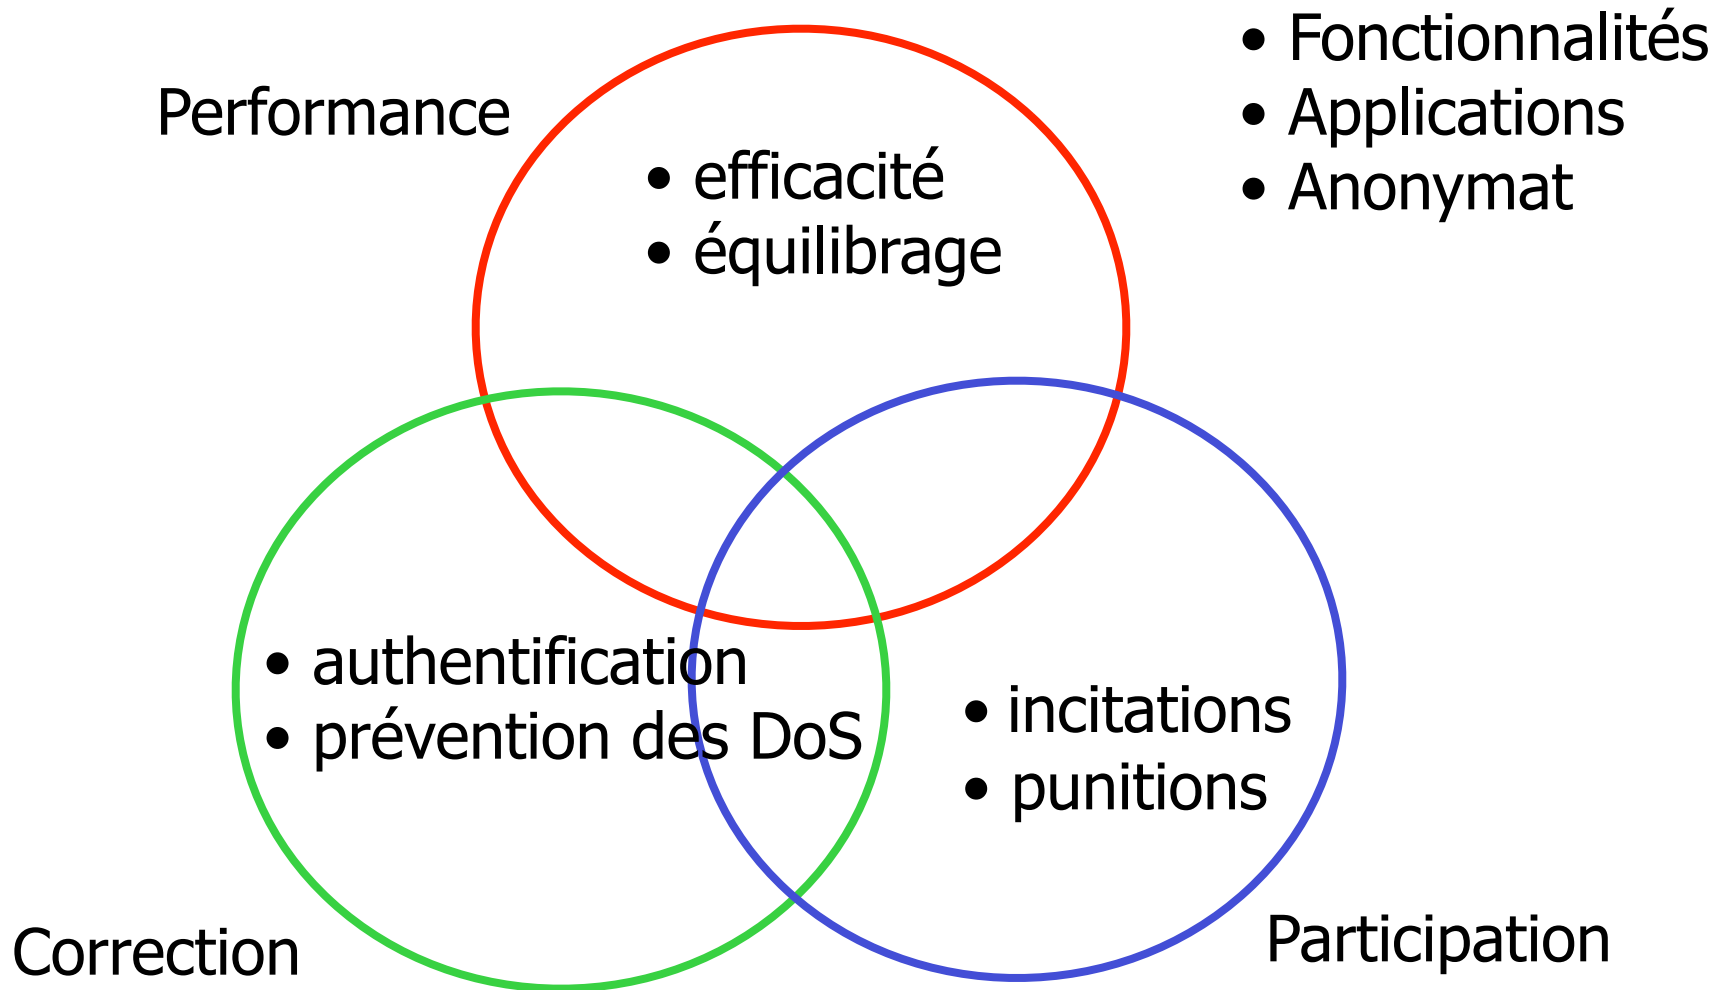 Performance
• efficacité
• équilibrage
• Fonctionnalités
• Applications
• Anonymat
• authentification
• prévention des DoS
• incitations
• punitions
Correction
Participation